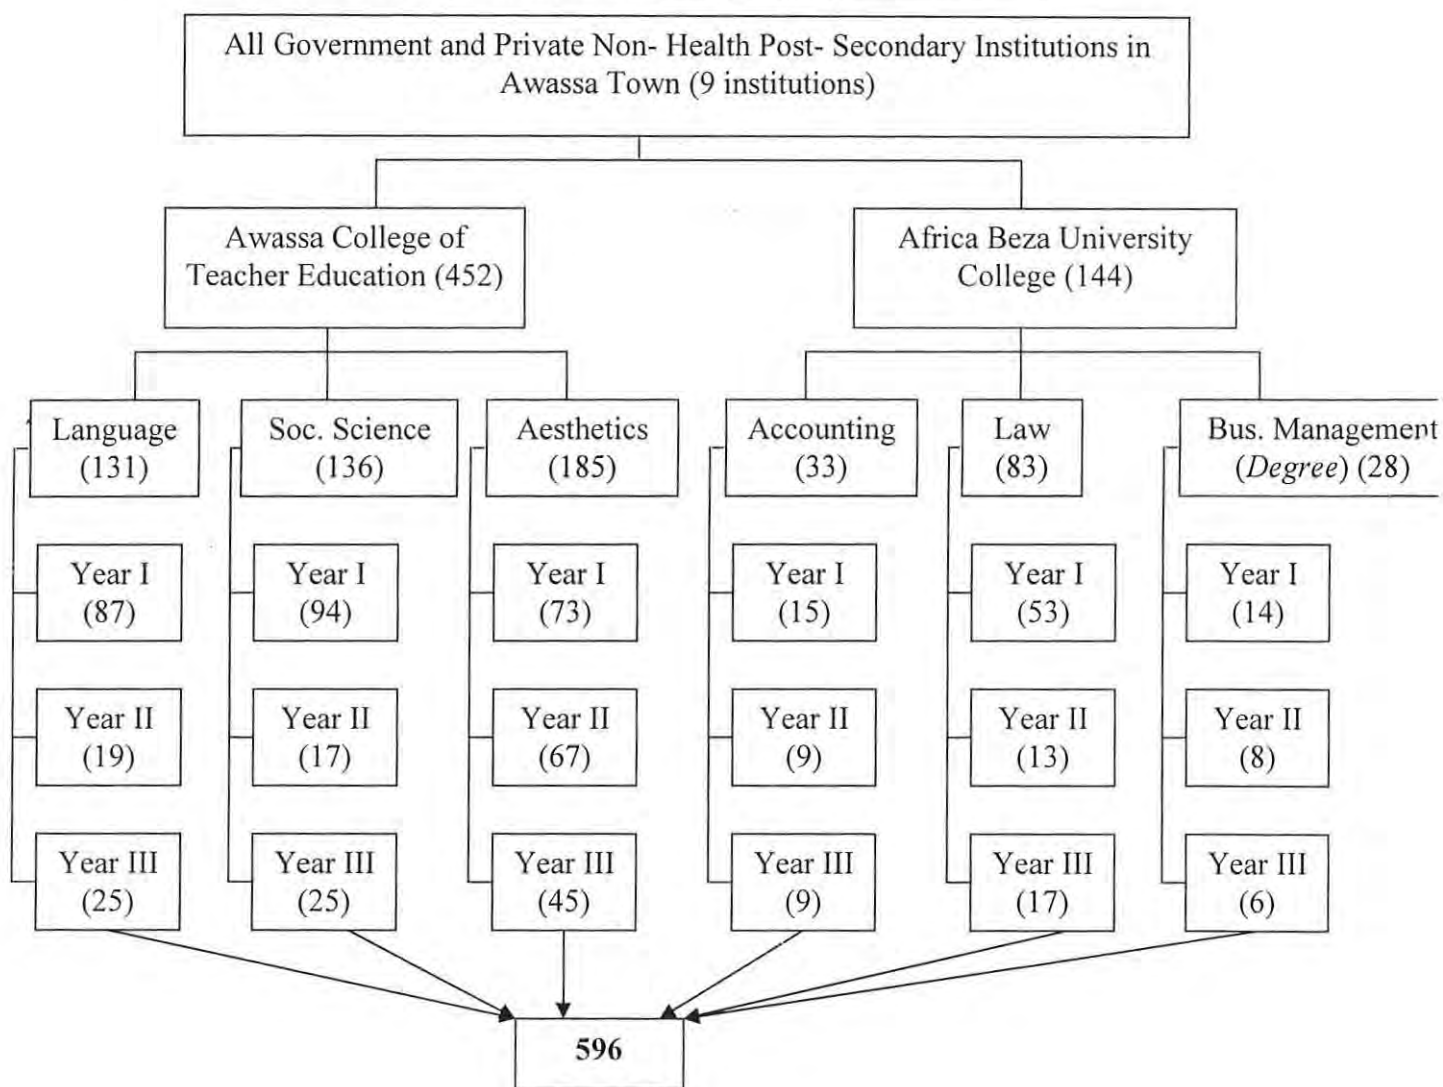 All Government and Private Non- Health Post- Secondary Institutions in
Awassa Town (9 institutions)
Awassa College of
Teacher Education (452)
Africa Beza University
College (144)
Language
(131)
Soc. Science
(136)
Aesthetics
(185)
Accounting
(33)
Law
(83)
Bus. Management
(Degree) (28)
Year I
(87)
Year I
(94)
Year I
(73)
Year I
(15)
Year I
(53)
Year I
(14)
Year II
(19)
Year II
(17)
Year II
(67)
Year II
(9)
Year II
(13)
Year II
(8)
Year III
(25)
Year III
(25)
Year III
(45)
Year III
(9)
Year III
(17)
Year III
(6)
596